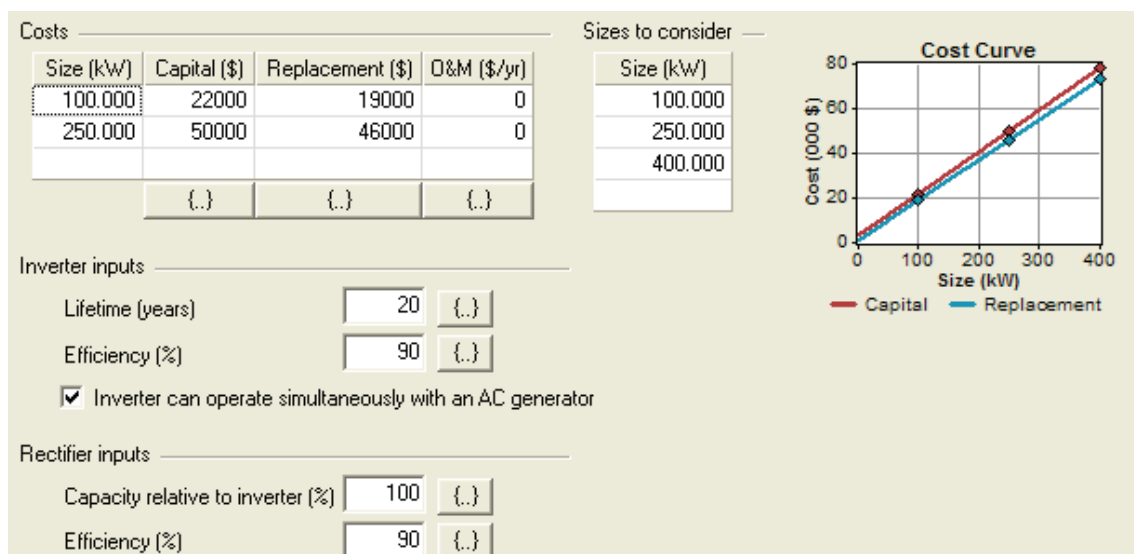 Costs
Size (kW) Capital ($) Replacement ($) O&M ($/yr)
100.000 22000 19000 0
250.000 50000 46000 0
{..} {..} {..}
Sizes to consider
Size (kW)
100.000
250.000
400.000
Cost Curve
Cost (000 $)
80
60
40
20
0
0 100 200 300 400
Size (kW)
Capital Replacement
Inverter inputs
Lifetime (years) 20 {..}
Efficiency (%) 90 {..}
Inverter can operate simultaneously with an AC generator
Rectifier inputs
Capacity relative to inverter (%) 100 {..}
Efficiency (%) 90 {..}